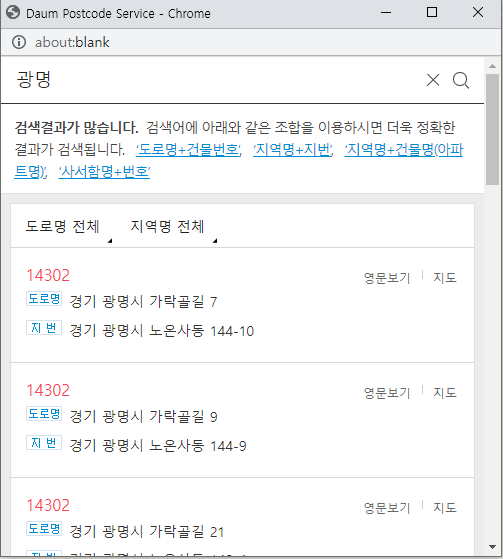 Daum Postcode Service - Chrome
about:blank
광명
검색결과가 많습니다. 검색어에 아래와 같은 조합을 이용하시면 더욱 정확한
결과가 검색됩니다. '도로명+건물번호', '지역명+지번', '지역명+건물명(아파
트명)', '사서함명+번호'
도로명 전체 지역명 전체
14302 영문보기 지도
도로명 경기 광명시 가락골길 7
지 번 경기 광명시 노온사동 144-10
14302 영문보기 지도
도로명 경기 광명시 가락골길 9
지 번 경기 광명시 노온사동 144-9
14302 영문보기 지도
도로명 경기 광명시 가락골길 21